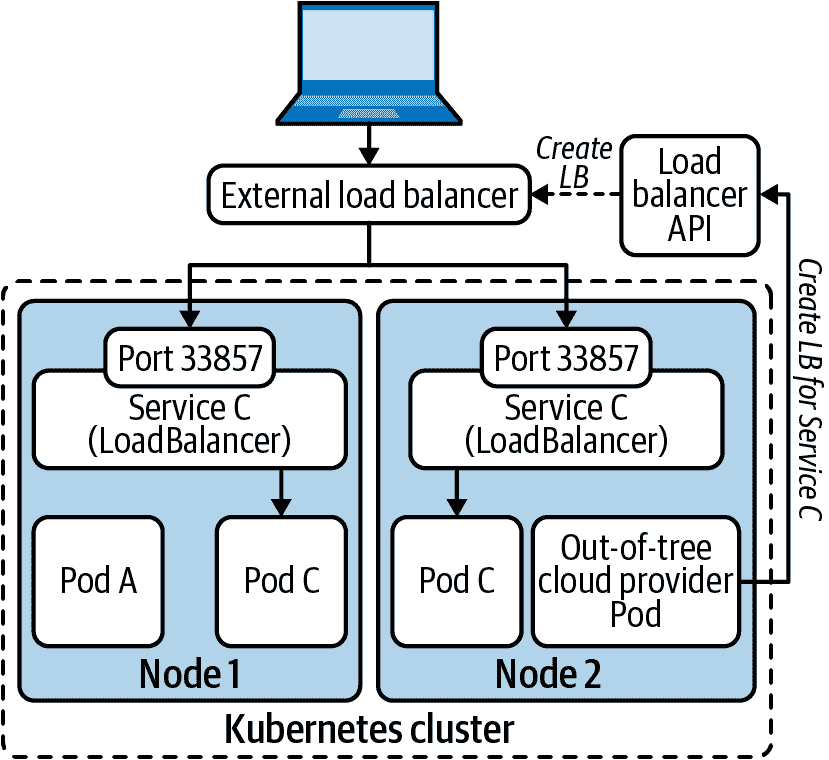 Create
LB
Load
balancer
API
External load balancer
Create LB for Service C
Port 33857
Service C
(LoadBalancer)
Port 33857
Service C
(LoadBalancer)
Pod A
Pod C
Pod C
Out-of-tree
cloud provider
Pod
Node 1
Node 2
Kubernetes cluster